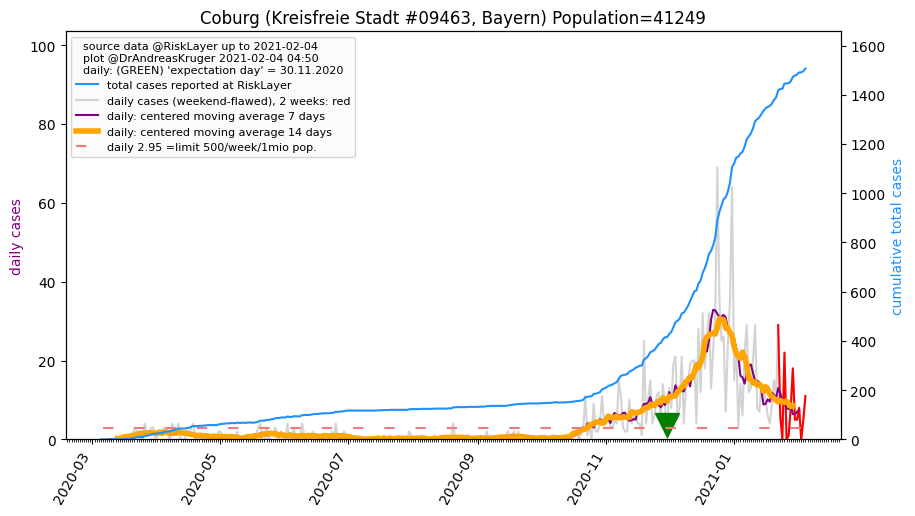 Coburg (Kreisfreie Stadt #09463, Bayern) Population=41249
source data @RiskLayer up to 2021-02-04
plot @DrAndreasKruger 2021-02-04 04:50
daily: (GREEN) 'expectation day' = 30.11.2020
total cases reported at RiskLayer
daily cases (weekend-flawed), 2 weeks: red
daily: centered moving average 7 days
daily: centered moving average 14 days
daily 2.95 =limit 500/week/1mio pop.
daily cases
100
80
60
40
20
0
cumulative total cases
1600
1400
1200
1000
800
600
400
200
0
2020-03
2020-05
2020-07
2020-09
2020-11
2021-01